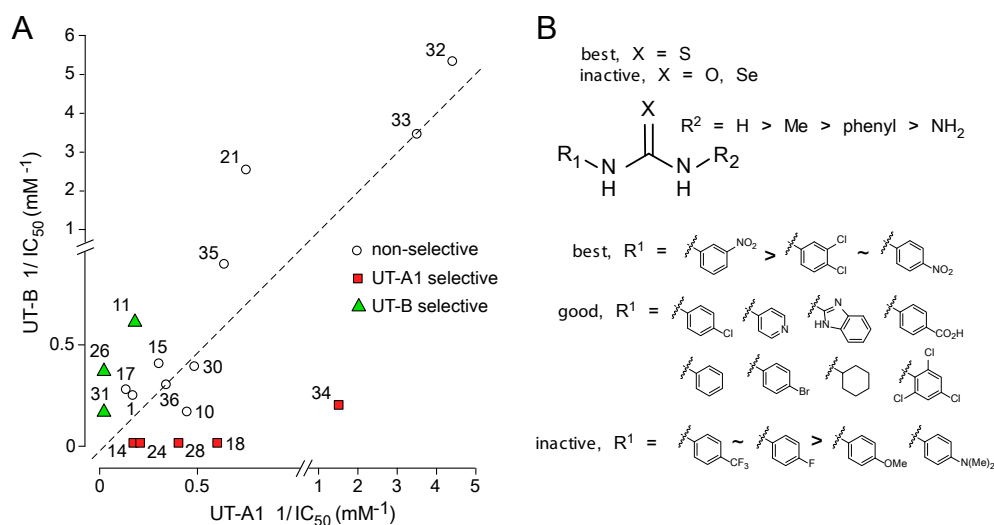 A
6
5
4
3
2
1
0.5
0
UT-B 1/IC50 (mM-1)
32
33
21
35
11
26
15
17
30
31
1
36
10
34
14
24
28
18
non-selective
UT-A1 selective
UT-B selective
0
0.5
1
2
3
4
5
UT-A1 1/IC50 (mM-1)
B
best, X = S
inactive, X = O, Se
X
R1
N
H
N
H
R2
R2 = H > Me > phenyl > NH2
best, R1 =
NO2
>
Cl
Cl
~
NO2
good, R1 =
Cl
N
N
HN
CO2H
Br
Cl
Cl
Cl
inactive, R1 =
CF3
~
F
>
OMe
N(Me)2